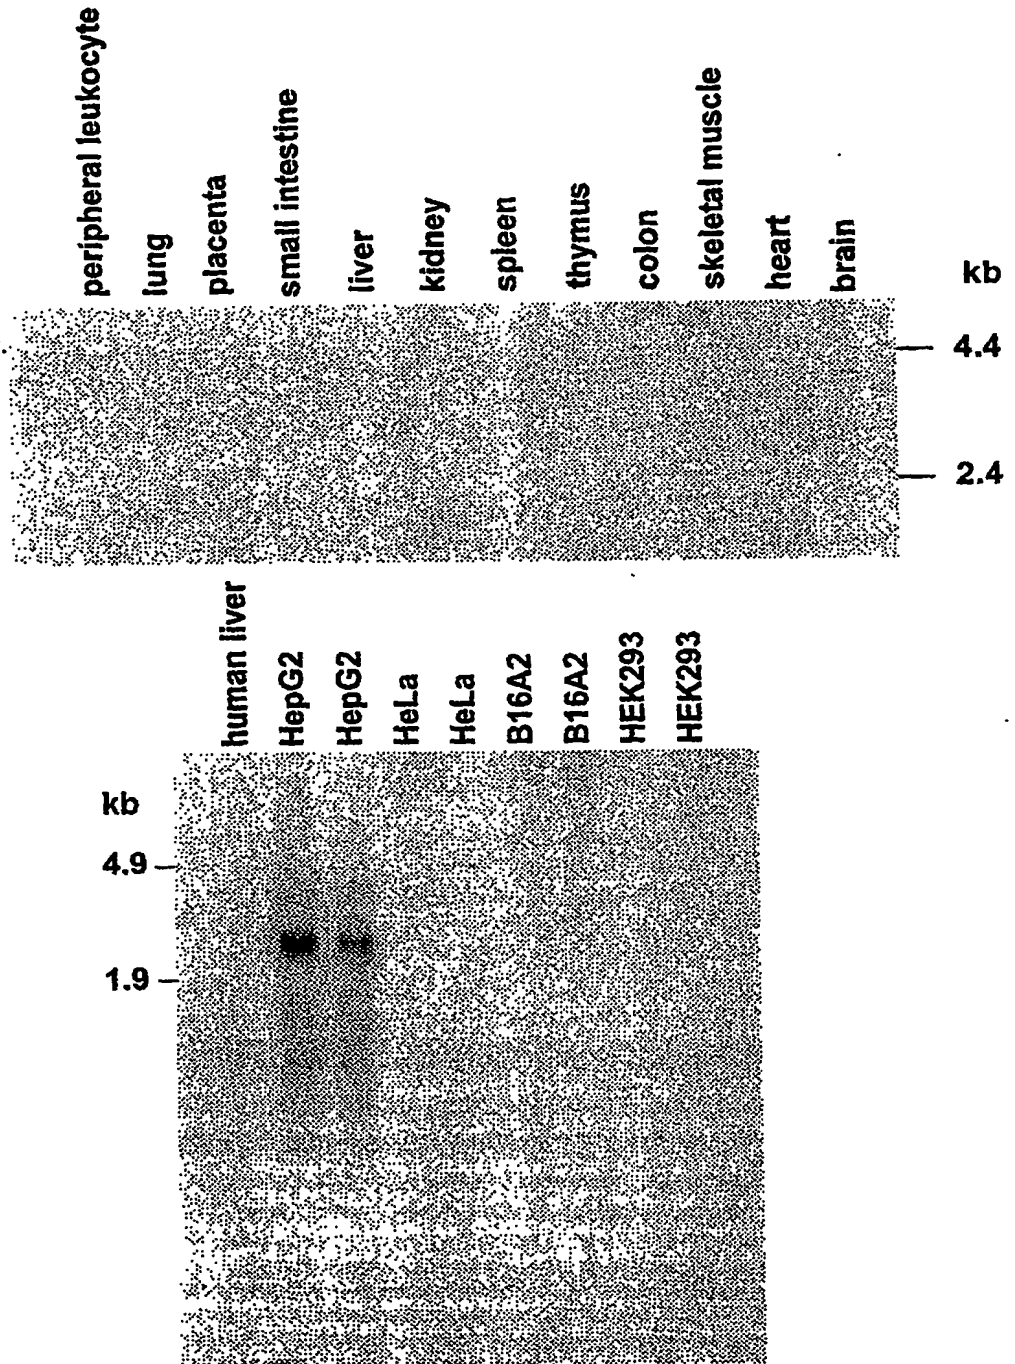 peripheral leukocyte
lung
placenta
small intestine
liver
kidney
spleen
thymus
colon
skeletal muscle
heart
brain
kb
4.4
2.4
human liver
HepG2
HepG2
HeLa
HeLa
B16A2
B16A2
HEK293
HEK293
kb
4.9
1.9